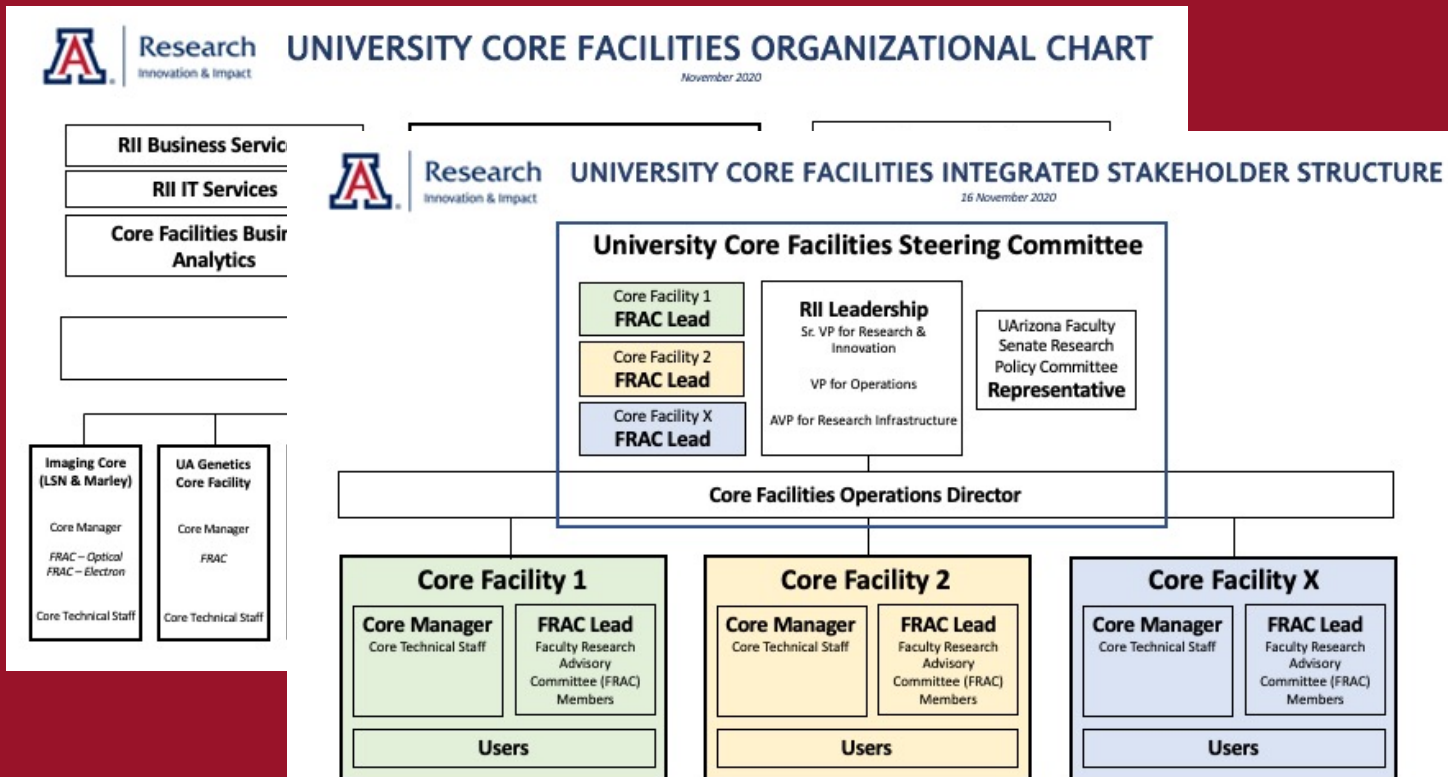 A
Research
Innovation & Impact
UNIVERSITY CORE FACILITIES ORGANIZATIONAL CHART
November 2020
RII Business Servic
RII IT Services
Core Facilities Busin
Analytics
Imaging Core
(LSN & Marley)
Core Manager
FRAC – Optical
FRAC – Electron
Core Technical Staff
UA Genetics
Core Facility
Core Manager
FRAC
Core Technical Staff
A
Research
Innovation & Impact
UNIVERSITY CORE FACILITIES INTEGRATED STAKEHOLDER STRUCTURE
16 November 2020
University Core Facilities Steering Committee
Core Facility 1
FRAC Lead
Core Facility 2
FRAC Lead
Core Facility X
FRAC Lead
RII Leadership
Sr. VP for Research &
Innovation
VP for Operations
AVP for Research Infrastructure
UArizona Faculty
Senate Research
Policy Committee
Representative
Core Facilities Operations Director
Core Facility 1
Core Manager
Core Technical Staff
FRAC Lead
Faculty Research
Advisory
Committee (FRAC)
Members
Users
Core Facility 2
Core Manager
Core Technical Staff
FRAC Lead
Faculty Research
Advisory
Committee (FRAC)
Members
Users
Core Facility X
Core Manager
Core Technical Staff
FRAC Lead
Faculty Research
Advisory
Committee (FRAC)
Members
Users